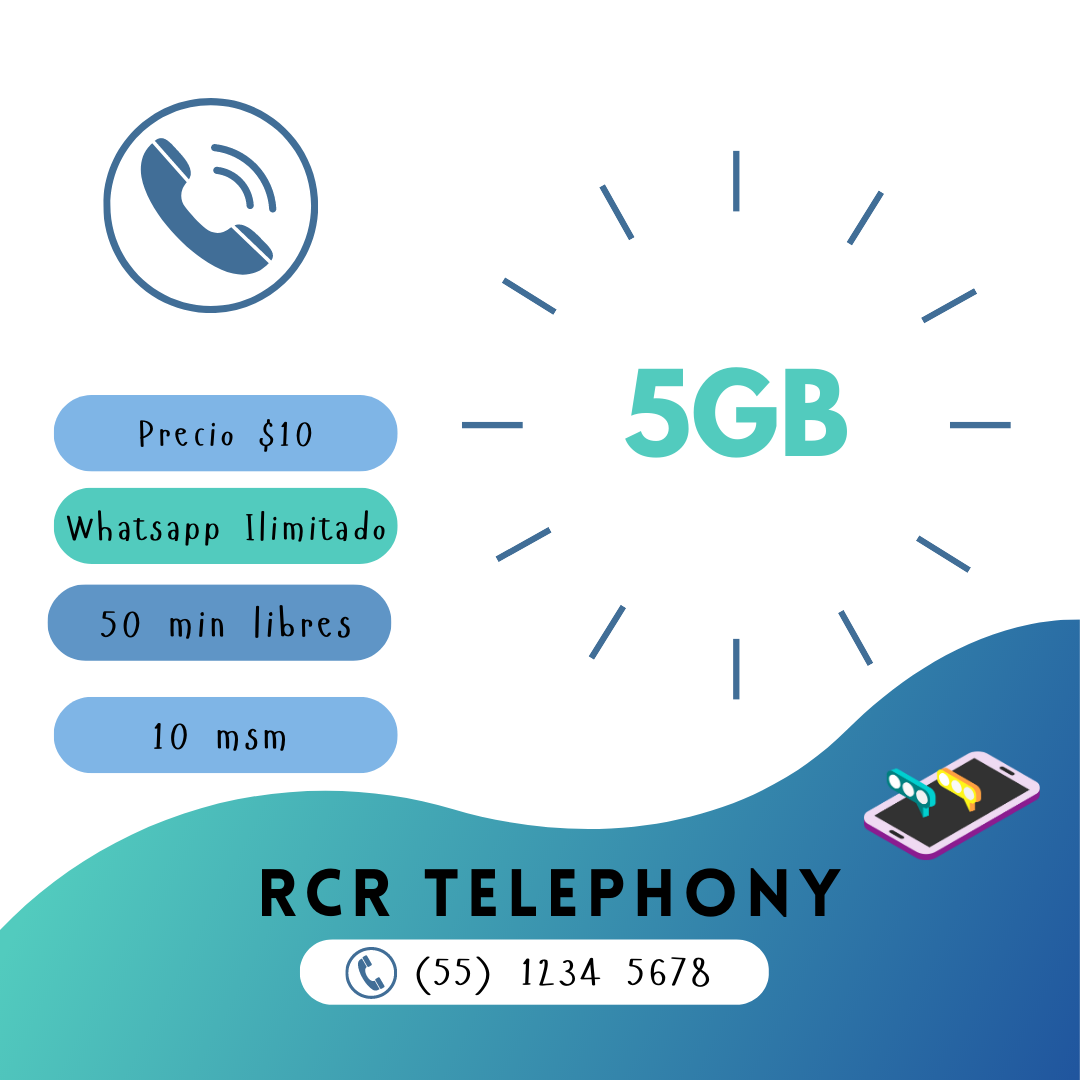 5GB
Precio $10
Whatsapp Ilimitado
50 min libres
10 msm
RCR TELEPHONY
(55) 1234 5678